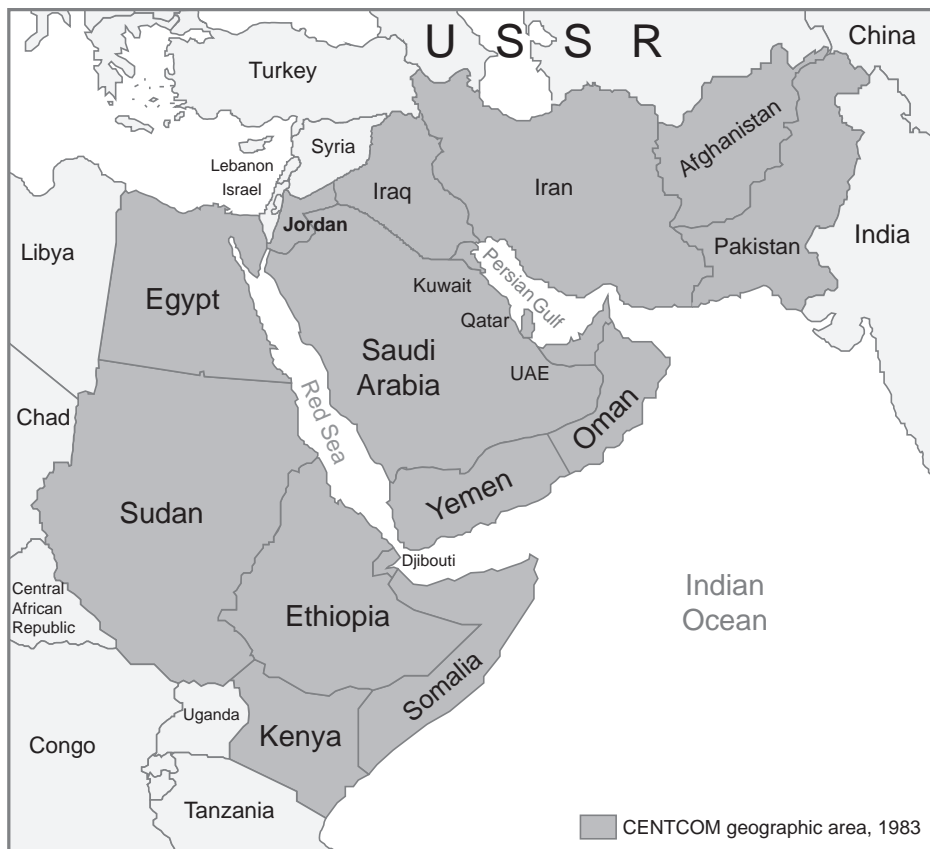 U S S R
China
Turkey
Afghanistan
Syria
Lebanon
Israel
Iraq
Iran
Jordan
Libya
Pakistan
India
Kuwait
Persian Gulf
Egypt
Qatar
Saudi
Arabia
UAE
Chad
Red Sea
Oman
Yemen
Sudan
Djibouti
Central
African
Republic
Ethiopia
Indian
Ocean
Somalia
Uganda
Kenya
Congo
Tanzania
CENTCOM geographic area, 1983